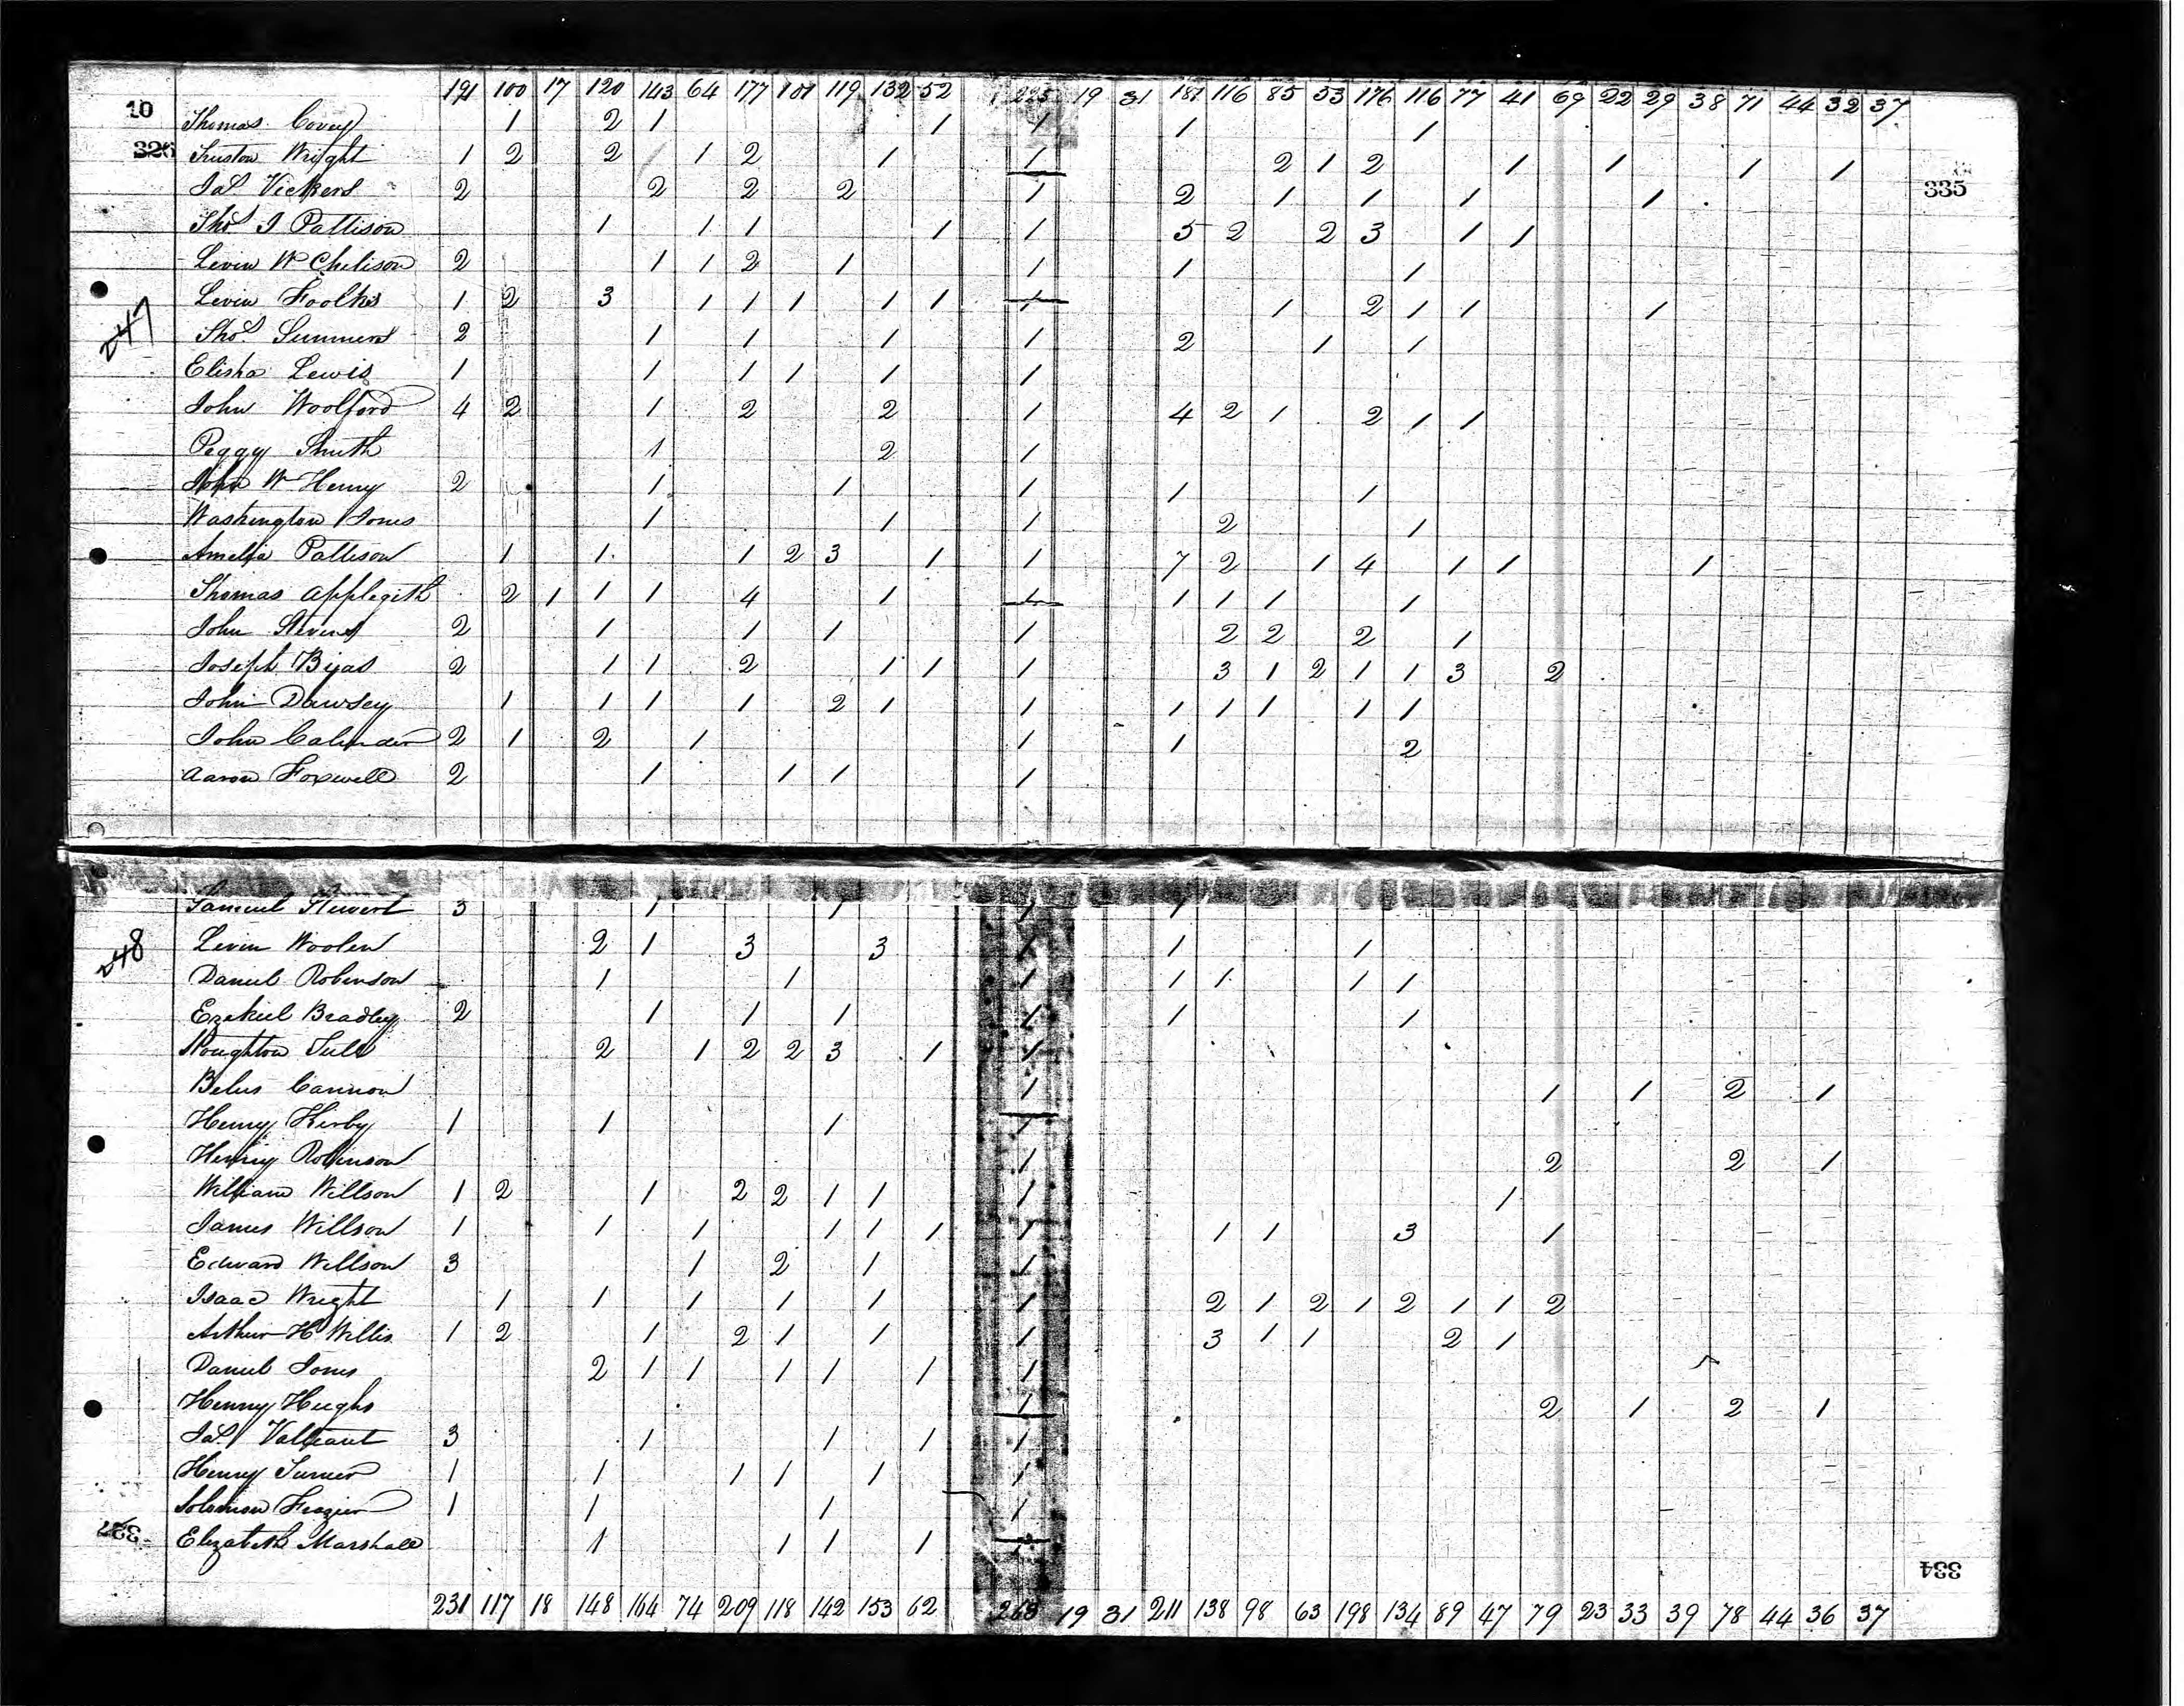 191 100 17 120 143 64 177 101 119 132 52 225 19 31 187 116 85 53 176 116 77 41 69 22 29 38 71 44 32 37
10 Thomas Covey 1 2 1 1 1 1 1
326 Truston Wright 1 2 2 1 2 1 1 2 1 2 1 1 1 1
335
Jas Vickers 2 2 2 2 1 2 1 1 1 1
Thos J Pattison 1 1 1 1 1 5 2 2 3 1 1
Levin W Chilison 2 1 1 2 1 1 1 1
247 Levin Foolks 1 2 3 1 1 1 1 1 1 1 2 1 1 1
Thos Summers 2 1 1 1 1 2 1 1
Elisha Lewis 1 1 1 1 1 1
John Woolford 4 2 1 2 2 1 4 2 1 2 1 1
Peggy Smith 1 2 1
John W Henry 2 1 1 1 1 1
Washington Jones 1 1 1 2 1
Amelia Pattison 1 1 1 2 3 1 1 7 2 1 4 1 1 1
Thomas Applegith 2 1 1 1 4 1 1 1 1 1 1
John Stevens 2 1 1 1 1 2 2 2 1
Joseph Bijas 2 1 1 2 1 1 1 3 1 2 1 1 3 2
John Dawsey 1 1 1 1 2 1 1 1 1 1 1 1
John Calender 2 1 2 1 1 1 2
Aaron Foxwell 2 1 1 1 1
Samuel Stewert 3 1 1 1 1
248 Levin Woolen 2 1 3 3 1 1 1
Daniel Robinson 1 1 1 1 1 1 1
Ezekiel Bradley 2 1 1 1 1 1 1
Noughton Tull 2 1 2 2 3 1 1
Belus Cannon 1 1 1 2 1
Henry Kirby 1 1 1 1
Henry Robinson 1 2 2 1
William Willson 1 2 1 2 2 1 1 1 1
James Willson 1 1 1 1 1 1 1 1 1 3 1
Edward Willson 3 1 2 1 1
Isaac Wright 1 1 1 1 1 1 2 1 2 1 2 1 1 2
Arthur H Willis 1 2 1 2 1 1 1 3 1 1 2 1
Daniel Jones 2 1 1 1 1 1 1
Henny Hughs 1 2 1 2 1
Jas Valliant 3 1 1 1 1
Henry Turner 1 1 1 1 1 1
Solomon Frazier 1 1 1 1
327 Elizabeth Marshall 1 1 1 1 1
334
231 117 18 148 164 74 209 118 142 153 62 263 19 31 211 138 98 63 198 134 89 47 79 23 33 39 78 44 36 37